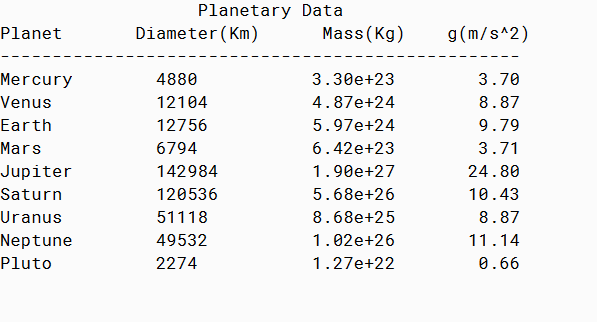 Planetary Data
Planet Diameter(Km) Mass(Kg) g(m/s^2)
----------------------------------------------------
Mercury 4880 3.30e+23 3.70
Venus 12104 4.87e+24 8.87
Earth 12756 5.97e+24 9.79
Mars 6794 6.42e+23 3.71
Jupiter 142984 1.90e+27 24.80
Saturn 120536 5.68e+26 10.43
Uranus 51118 8.68e+25 8.87
Neptune 49532 1.02e+26 11.14
Pluto 2274 1.27e+22 0.66